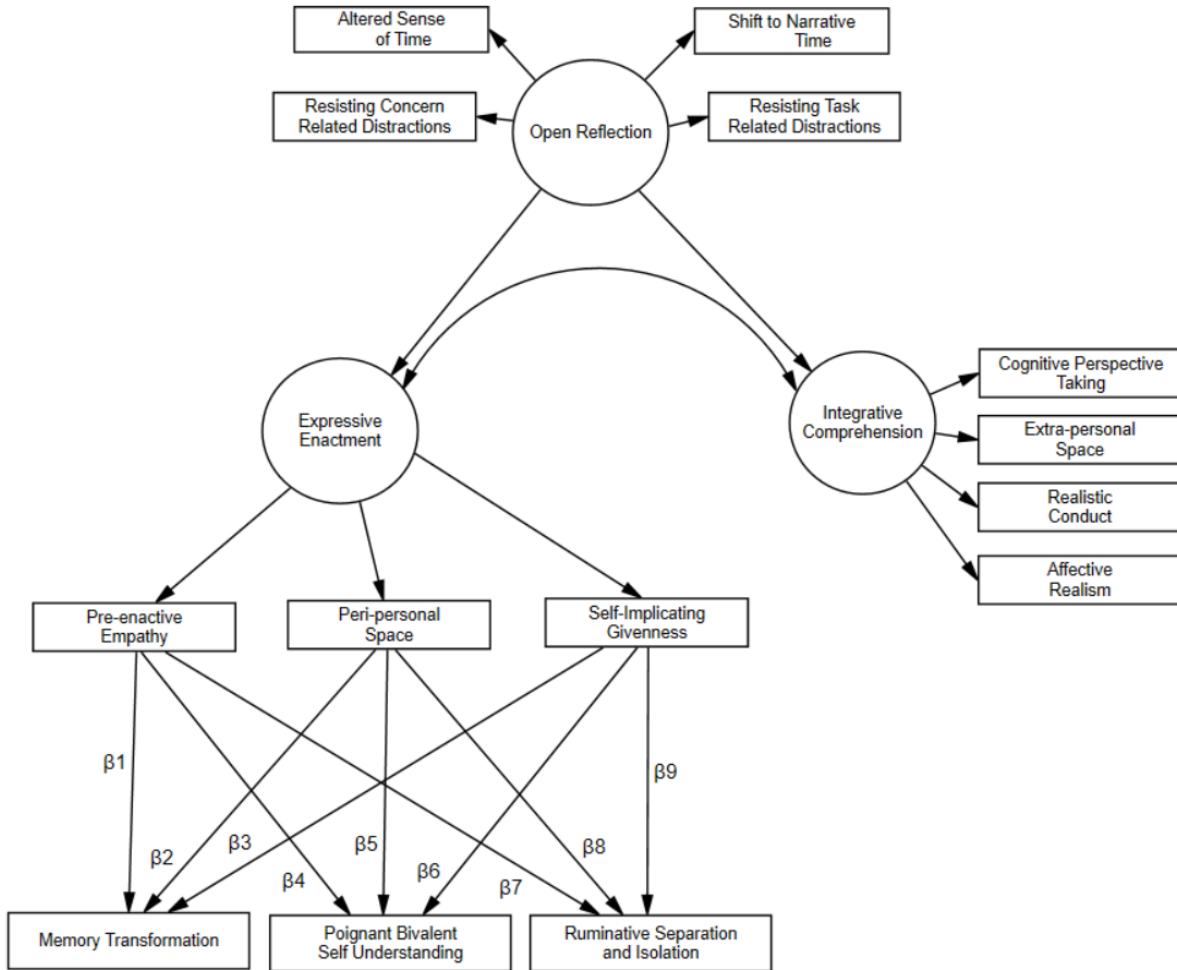 Altered Sense
of Time
Shift to Narrative
Time
Resisting Concern
Related Distractions
Open Reflection
Resisting Task
Related Distractions
Expressive
Enactment
Integrative
Comprehension
Cognitive Perspective
Taking
Extra-personal
Space
Realistic
Conduct
Affective
Realism
Pre-enactive
Empathy
Peri-personal
Space
Self-Implicating
Givenness
β1
β2
β3
β4
β5
β6
β7
β8
β9
Memory Transformation
Poignant Bivalent
Self Understanding
Ruminative Separation
and Isolation